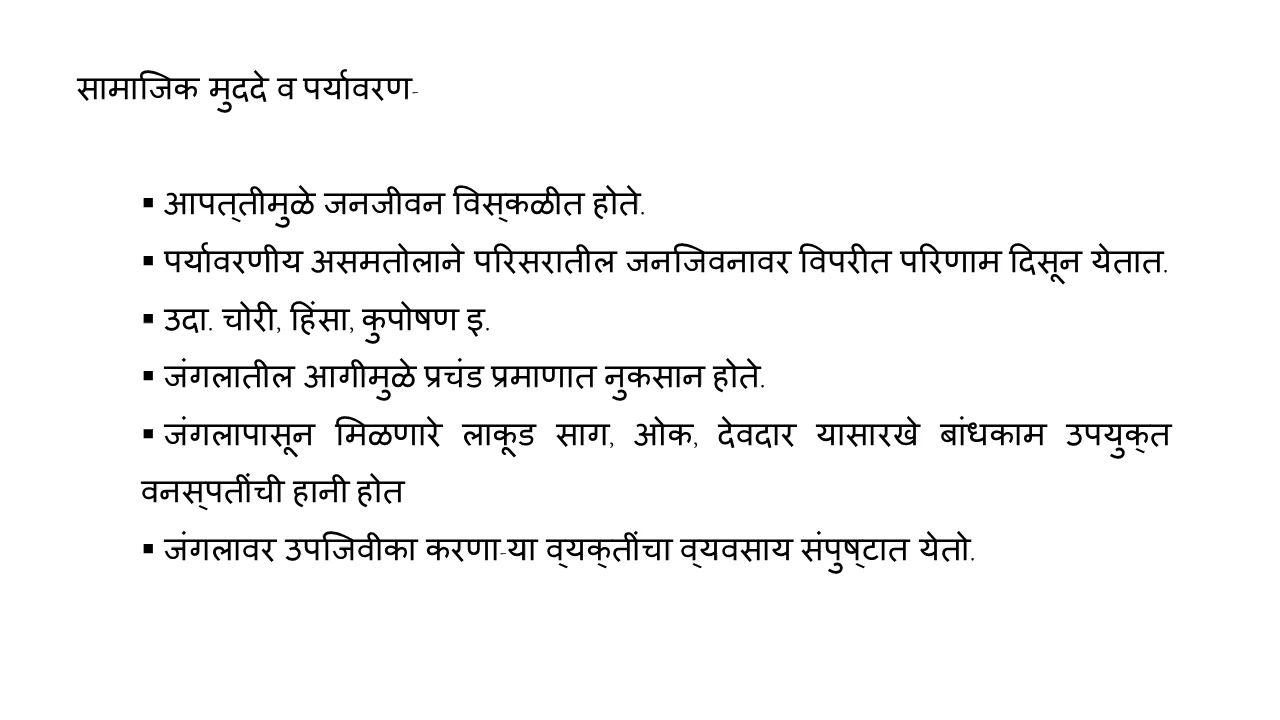 सामाजिक मुददे व पर्यावरण-
▪ आपत्‌तीमुळे जनजीवन विस्‌कळीत होते.
▪ पर्यावरणीय असमतोलाने परिसरातील जनजिवनावर विपरीत परिणाम दिसून येतात.
▪ उदा. चोरी, हिंसा, कुपोषण इ.
▪ जंगलातील आगीमुळे प्रचंड प्रमाणात नुकसान होते.
▪ जंगलापासून मिळणारे लाकूड साग, ओक, देवदार यासारखे बांधकाम उपयुक्‌त
वनस्‌पतींची हानी होत
▪ जंगलावर उपजिवीका करणा-या व्‌यक्‌तींचा व्‌यवसाय संपुष्‌टात येतो.